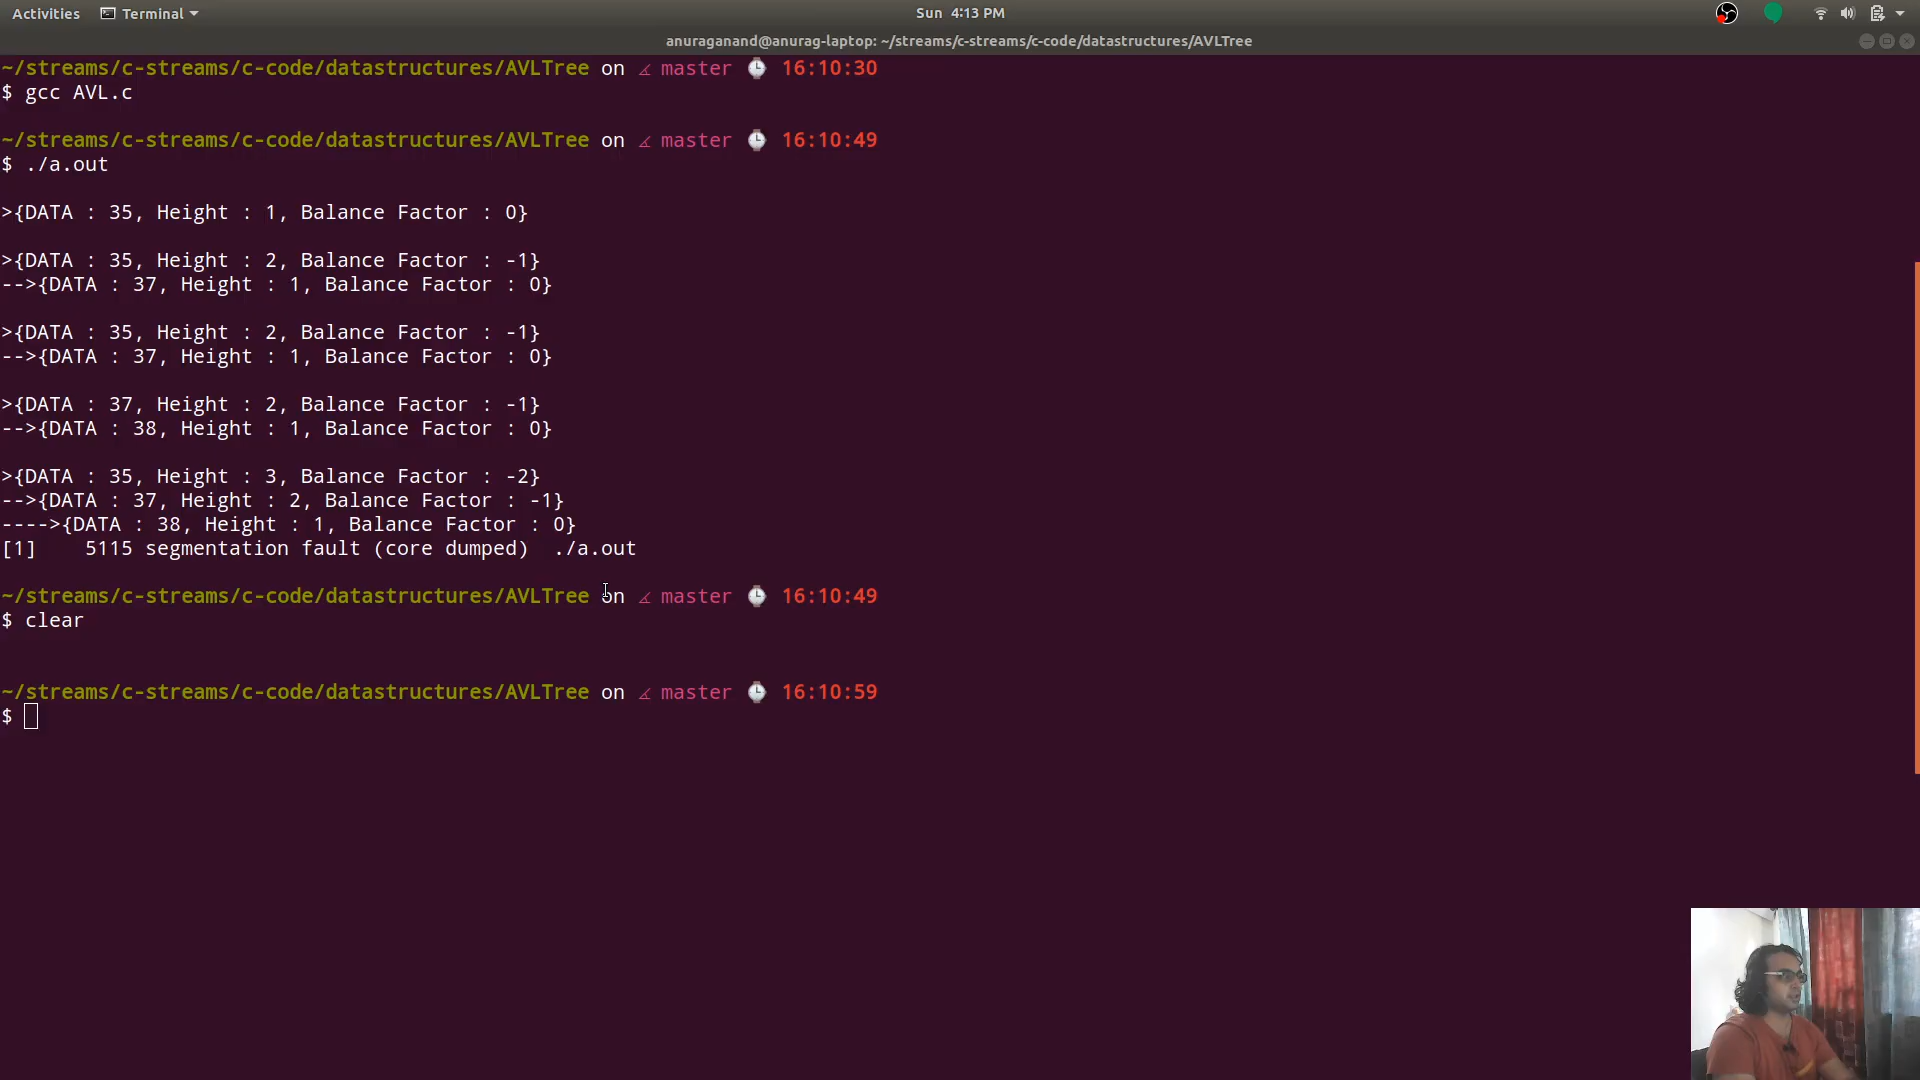 Activities Terminal Sun 4:13 PM
anuraganand@anurag-laptop: ~/streams/c-streams/c-code/datastructures/AVLTree
~/streams/c-streams/c-code/datastructures/AVLTree on master 16:10:30
$ gcc AVL.c
~/streams/c-streams/c-code/datastructures/AVLTree on master 16:10:49
$ ./a.out
>{DATA : 35, Height : 1, Balance Factor : 0}
>{DATA : 35, Height : 2, Balance Factor : -1}
-->{DATA : 37, Height : 1, Balance Factor : 0}
>{DATA : 35, Height : 2, Balance Factor : -1}
-->{DATA : 37, Height : 1, Balance Factor : 0}
>{DATA : 37, Height : 2, Balance Factor : -1}
-->{DATA : 38, Height : 1, Balance Factor : 0}
>{DATA : 35, Height : 3, Balance Factor : -2}
-->{DATA : 37, Height : 2, Balance Factor : -1}
---->{DATA : 38, Height : 1, Balance Factor : 0}
[1]    5115 segmentation fault (core dumped)  ./a.out
~/streams/c-streams/c-code/datastructures/AVLTree on master 16:10:49
$ clear
~/streams/c-streams/c-code/datastructures/AVLTree on master 16:10:59
$